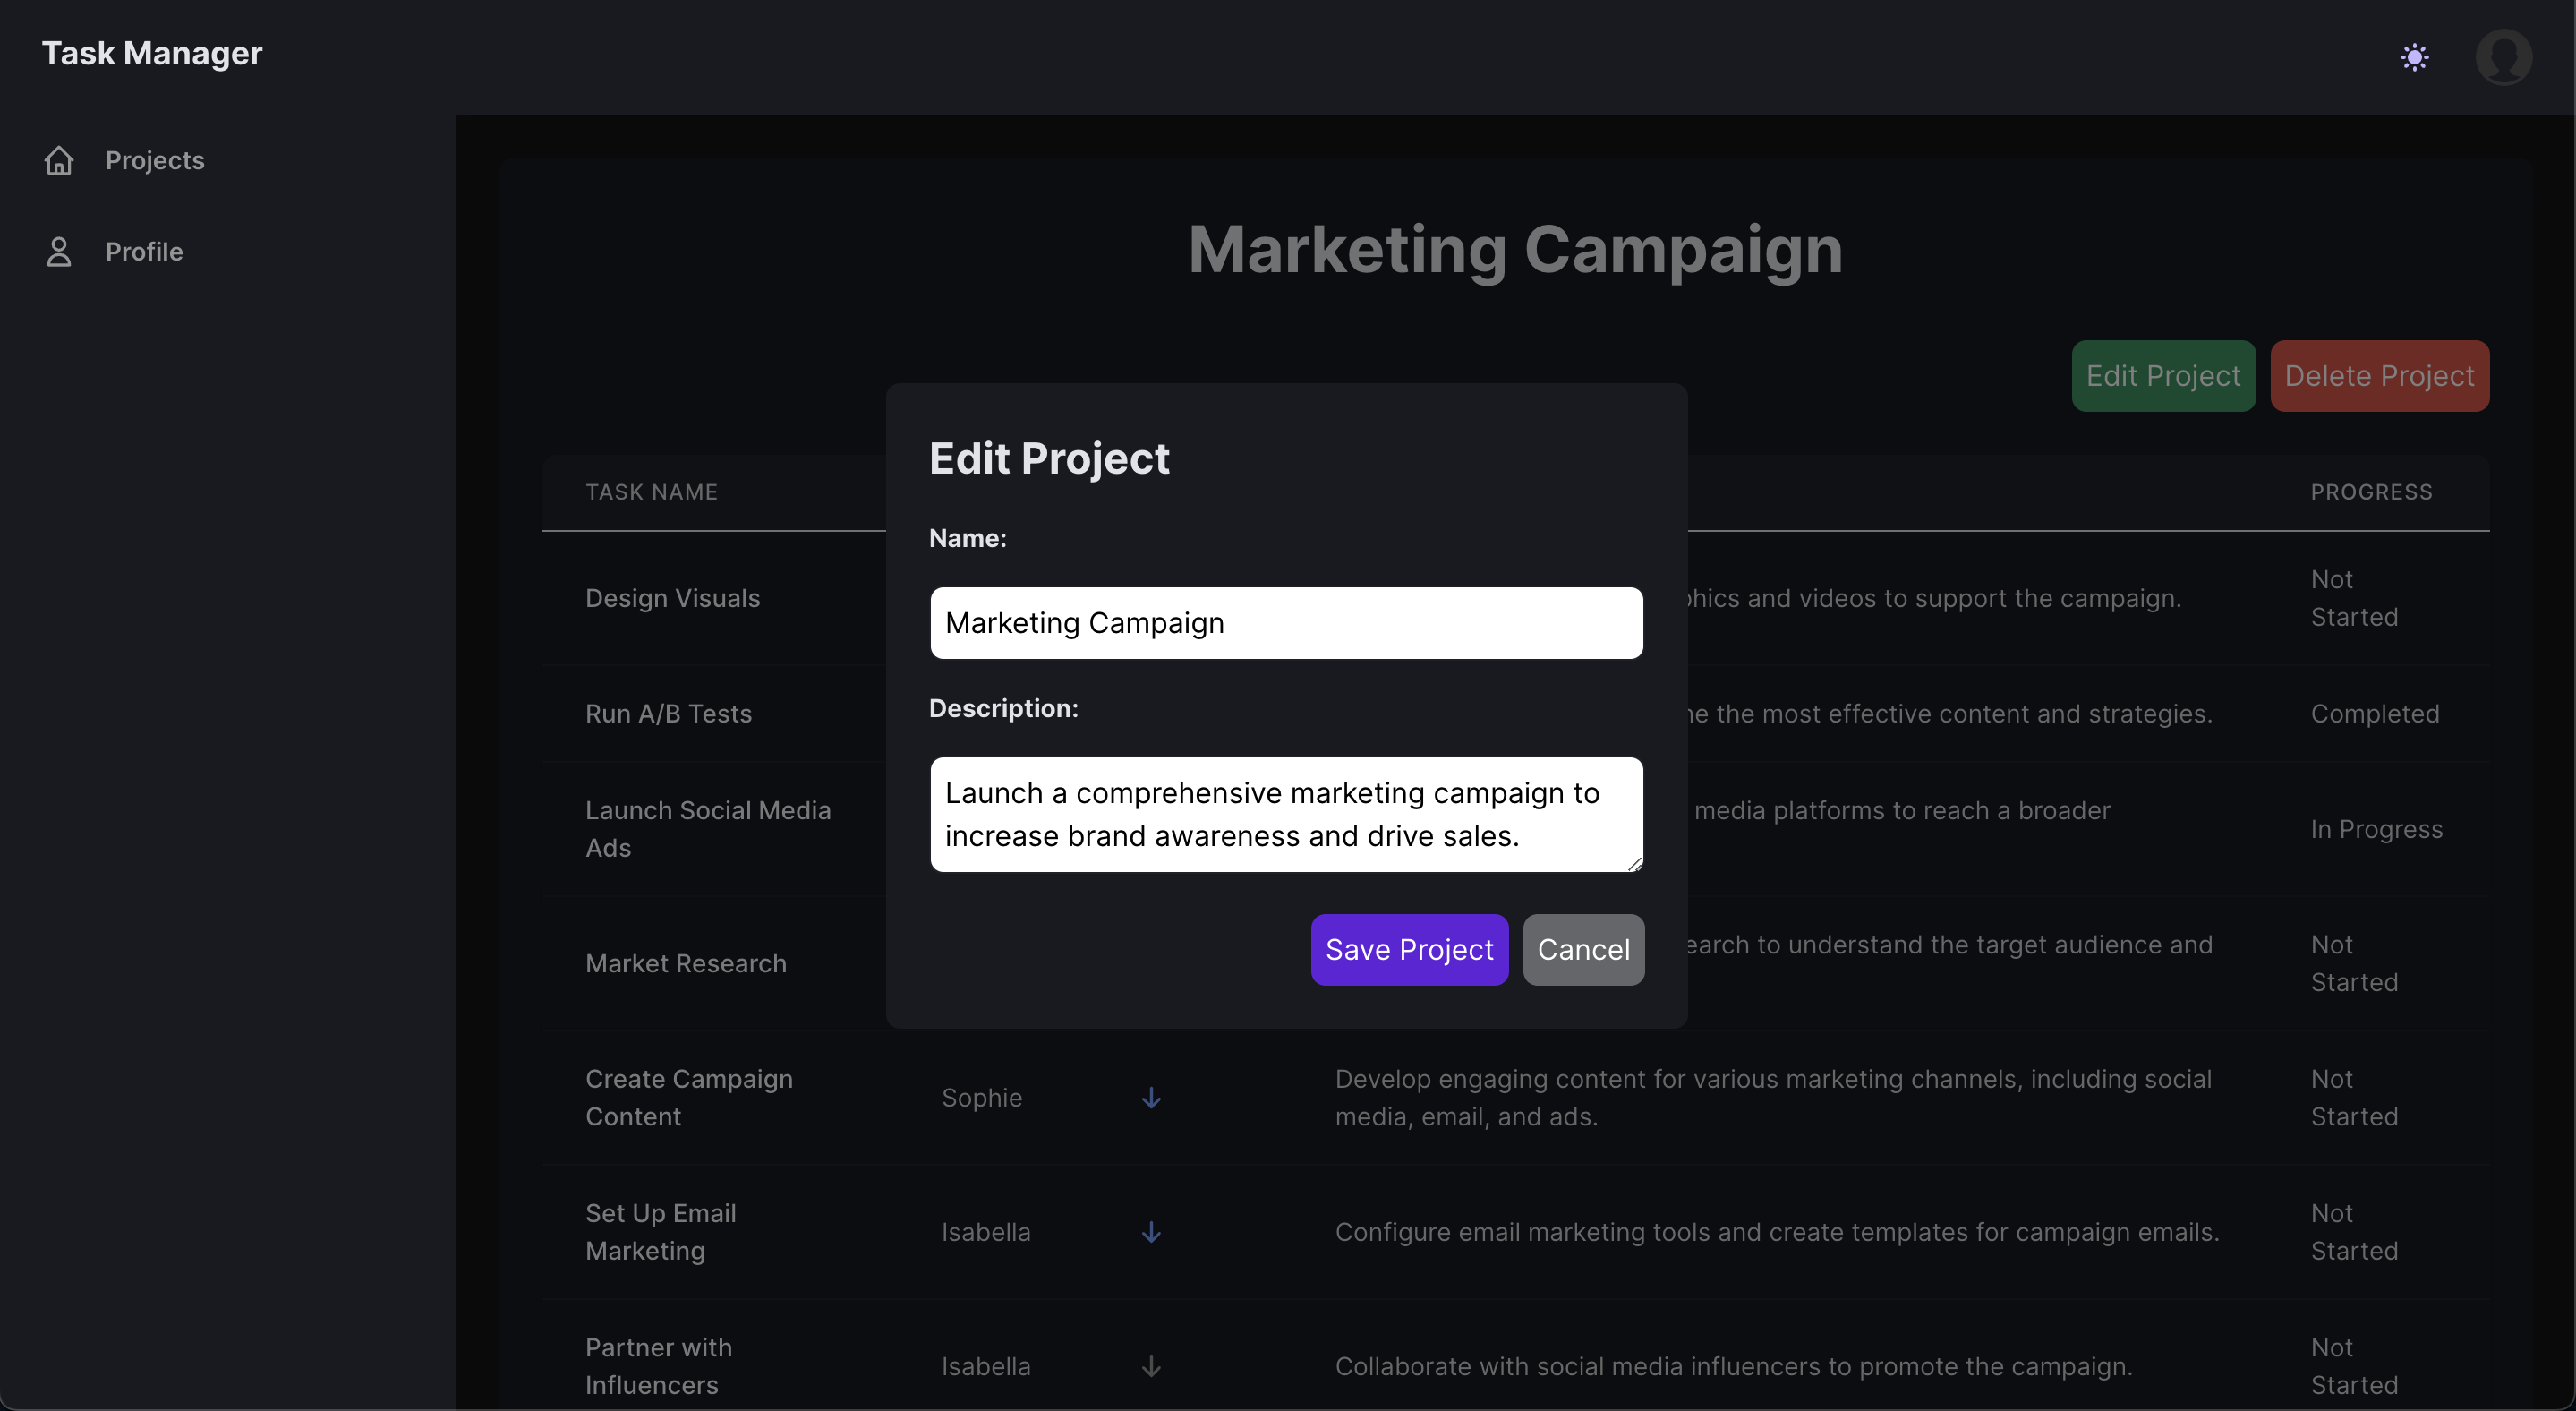 Task Manager
Projects
Profile
Marketing Campaign
Edit Project
Delete Project
TASK NAME
PROGRESS
Edit Project
Name:
Marketing Campaign
Description:
Launch a comprehensive marketing campaign to
increase brand awareness and drive sales.
Save Project
Cancel
Design Visuals
and videos to support the campaign.
Not
Started
Run A/B Tests
the most effective content and strategies.
Completed
Launch Social Media
Ads
media platforms to reach a broader
In Progress
Market Research
to understand the target audience and
Not
Started
Create Campaign
Content
Sophie
Develop engaging content for various marketing channels, including social
media, email, and ads.
Not
Started
Set Up Email
Marketing
Isabella
Configure email marketing tools and create templates for campaign emails.
Not
Started
Partner with
Influencers
Isabella
Collaborate with social media influencers to promote the campaign.
Not
Started